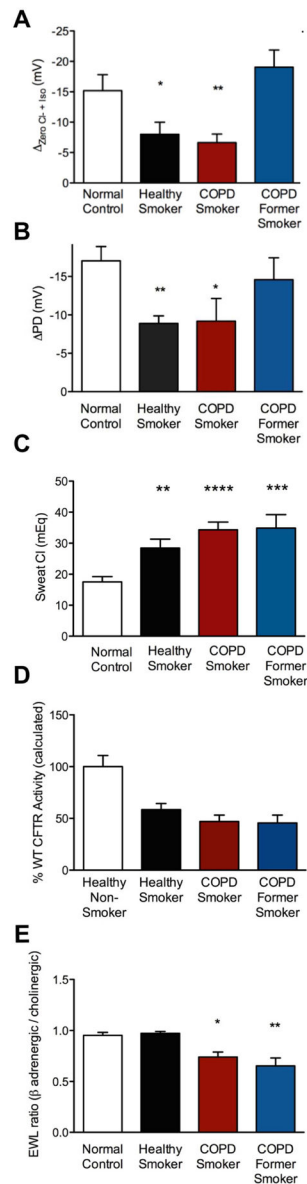 A
Δ Zero Cl- + Iso (mV)
-25
-20
-15
-10
-5
0
*
**
Normal Control
Healthy Smoker
COPD Smoker
COPD Former Smoker
B
ΔPD (mV)
-15
-10
-5
0
**
*
Normal Control
Healthy Smoker
COPD Smoker
COPD Former Smoker
C
Sweat Cl (mEq)
50
40
30
20
10
0
**
****
***
Normal Control
Healthy Smoker
COPD Smoker
COPD Former Smoker
D
% WT CFTR Activity (calculated)
150
100
50
0
Healthy Non-Smoker
Healthy Smoker
COPD Smoker
COPD Former Smoker
E
EWL ratio (β adrenergic / cholinergic)
1.5
1.0
0.5
0.0
*
**
Normal Control
Healthy Smoker
COPD Smoker
COPD Former Smoker